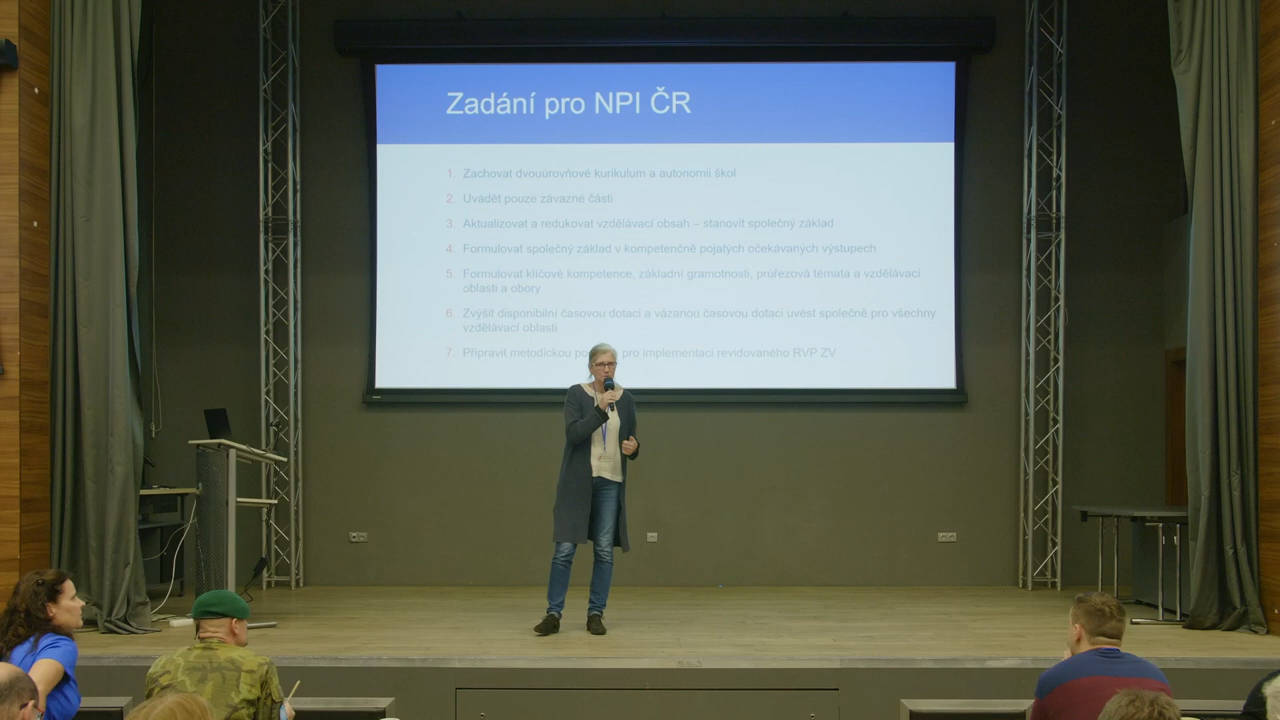 Zadání pro NPI ČR
1. Zachovat dvouúrovňové kurikulum a autonomii škol
2. Uvádět pouze závazné části
3. Aktualizovat a redukovat vzdělávací obsah – stanovit společný základ
4. Formulovat společný základ v kompetenčně pojatých očekávaných výstupech
5. Formulovat klíčové kompetence, základní gramotnosti, průřezová témata a vzdělávací
oblasti a obory
6. Zvýšit disponibilní časovou dotaci a vázanou časovou dotaci uvést společně pro všechny
vzdělávací oblasti
7. Připravit metodickou pro implementaci revidovaného RVP ZV